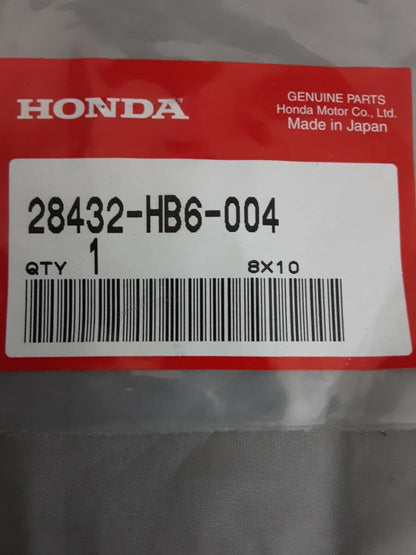 HONDA
GENUINE PARTS
Honda Motor Co., Ltd.
Made in Japan
28432-HB6-004
QTY 1 8X10